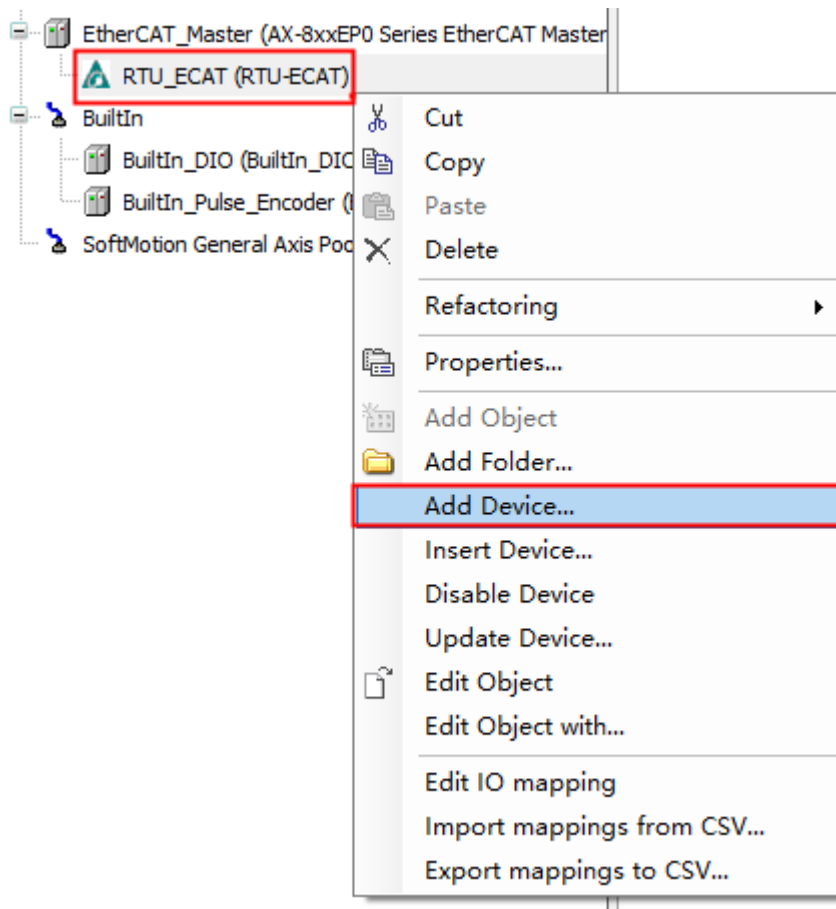 EtherCAT_Master (AX-8xxEP0 Series EtherCAT Master
RTU_ECAT (RTU-ECAT)
BuiltIn
BuiltIn_DIO (BuiltIn_DIO
BuiltIn_Pulse_Encoder (
SoftMotion General Axis Poo
Cut
Copy
Paste
Delete
Refactoring
Properties...
Add Object
Add Folder...
Add Device...
Insert Device...
Disable Device
Update Device...
Edit Object
Edit Object with...
Edit IO mapping
Import mappings from CSV...
Export mappings to CSV...